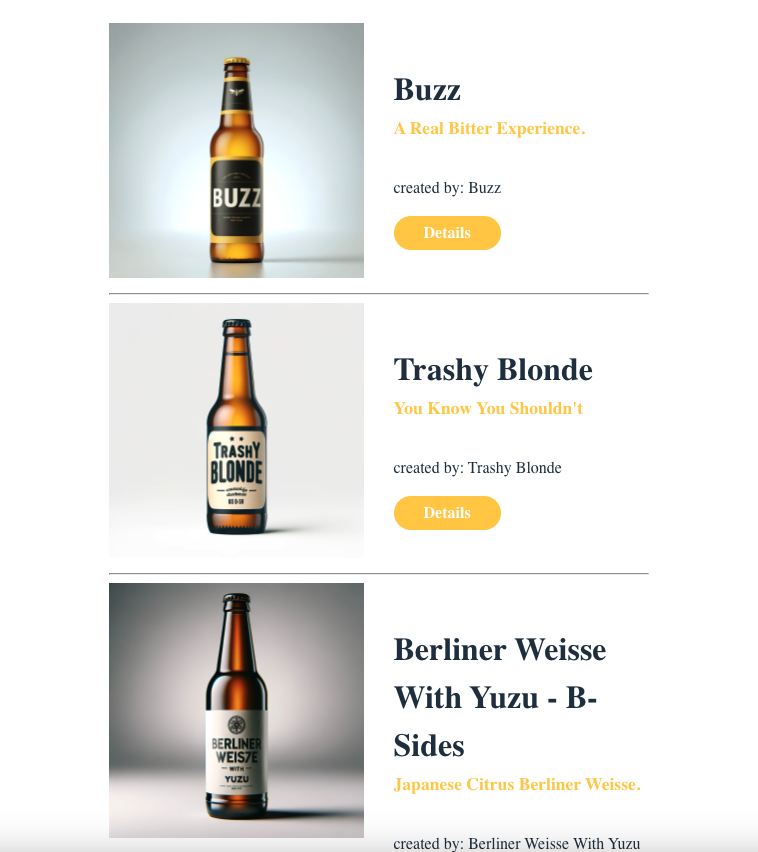 Buzz
A Real Bitter Experience.
created by: Buzz
Details
BUZZ
Trashy Blonde
You Know You Shouldn't
created by: Trashy Blonde
Details
TRASHY
BLONDE
Berliner Weisse
With Yuzu - B-
Sides
Japanese Citrus Berliner Weisse.
created by: Berliner Weisse With Yuzu
BERLINER
WEIS7E
WITH
YUZU